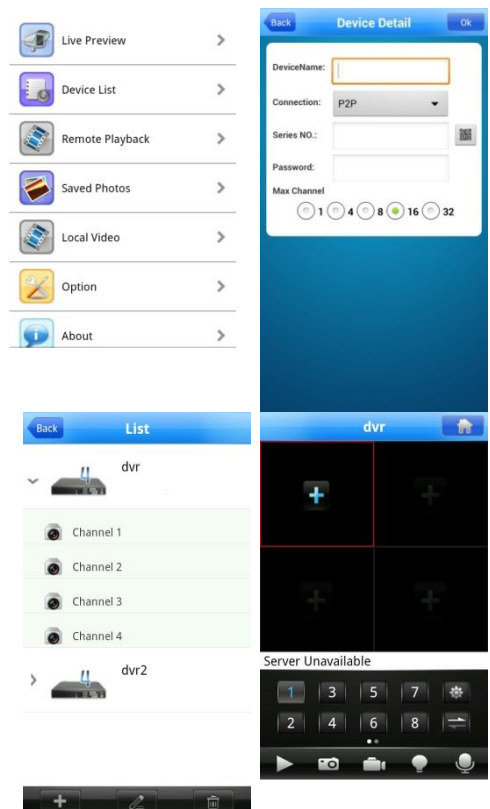 Live Preview
Device List
Remote Playback
Saved Photos
Local Video
Option
About
Back Device Detail Ok
DeviceName:
Connection: P2P
Series NO.:
Password:
Max Channel
1 4 8 16 32
Back List
4 dvr
Channel 1
Channel 2
Channel 3
Channel 4
4 dvr2
dvr
Server Unavailable
1 3 5 7
2 4 6 8